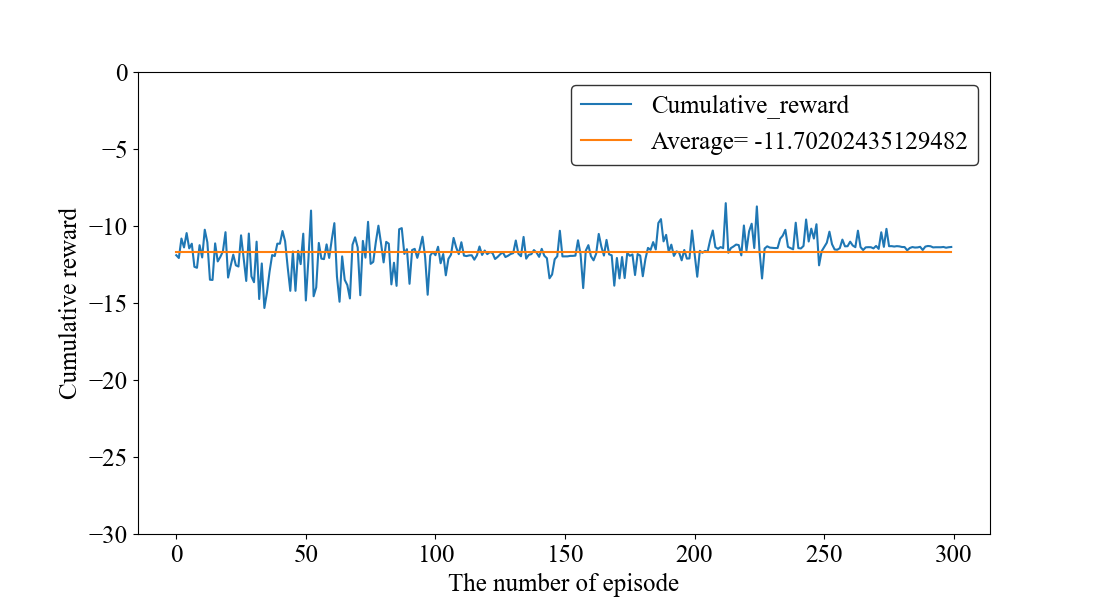 0
−5
−10
−15
−20
−25
−30
Cumulative reward
Cumulative_reward
Average= -11.70202435129482
0 50 100 150 200 250 300
The number of episode